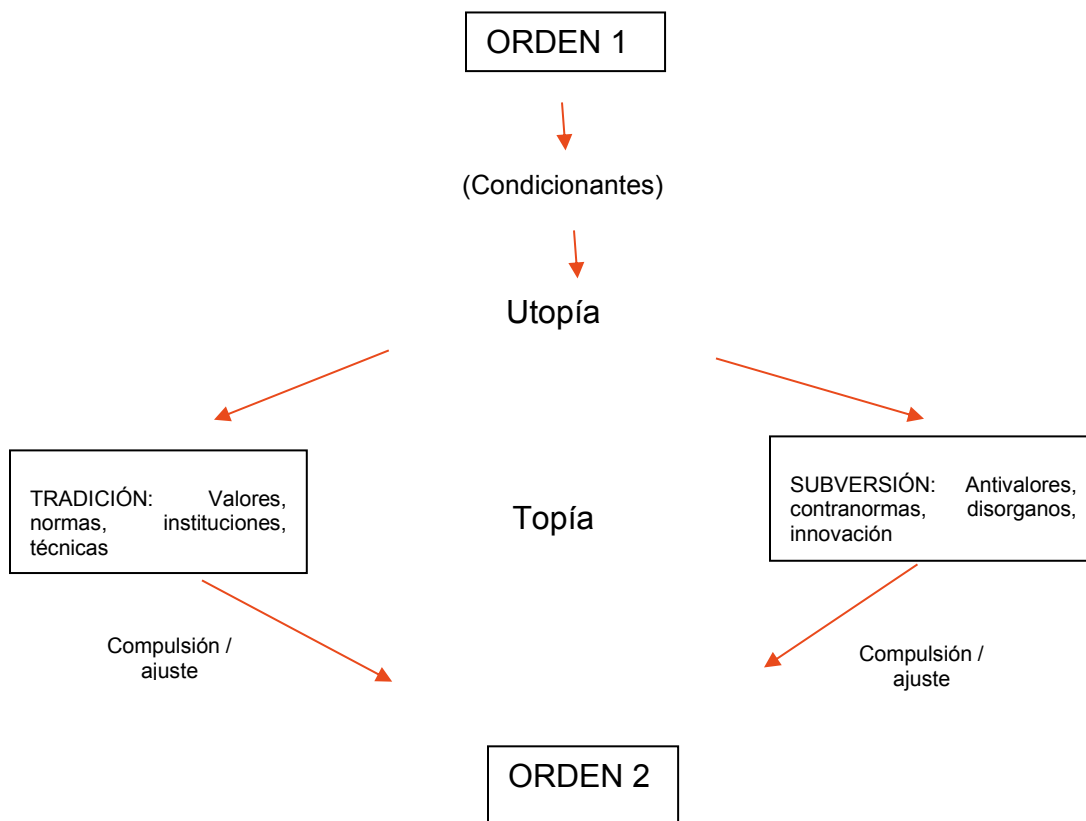 ORDEN 1
(Condicionantes)
Utopía
TRADICIÓN: Valores,
normas, instituciones,
técnicas
Topía
SUBVERSIÓN: Antivalores,
contranormas, disorganos,
innovación
Compulsión /
ajuste
Compulsión /
ajuste
ORDEN 2